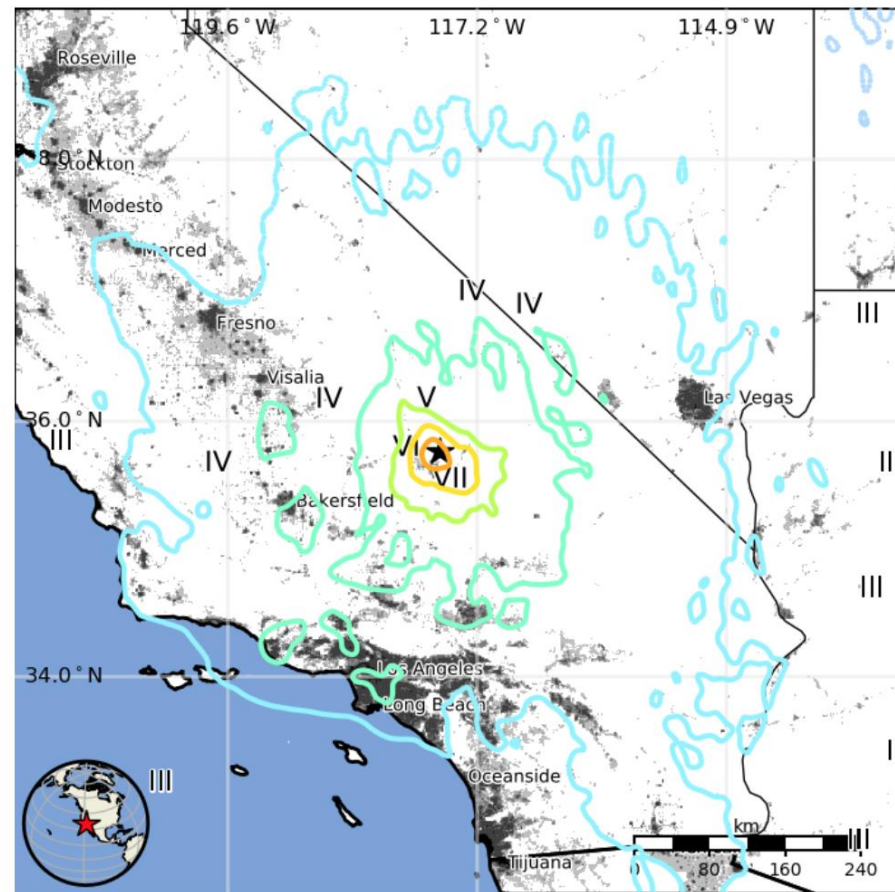 119.6° W
117.2° W
114.9° W
Roseville
38.0° N
Stockton
Modesto
Merced
IV
IV
III
Fresno
Visalia
IV
V
Las Vegas
36.0° N
III
IV
VII
Bakersfield
III
34.0° N
Los Angeles
Long Beach
Oceanside
III
km
III
Tijuana
0
80
160
240